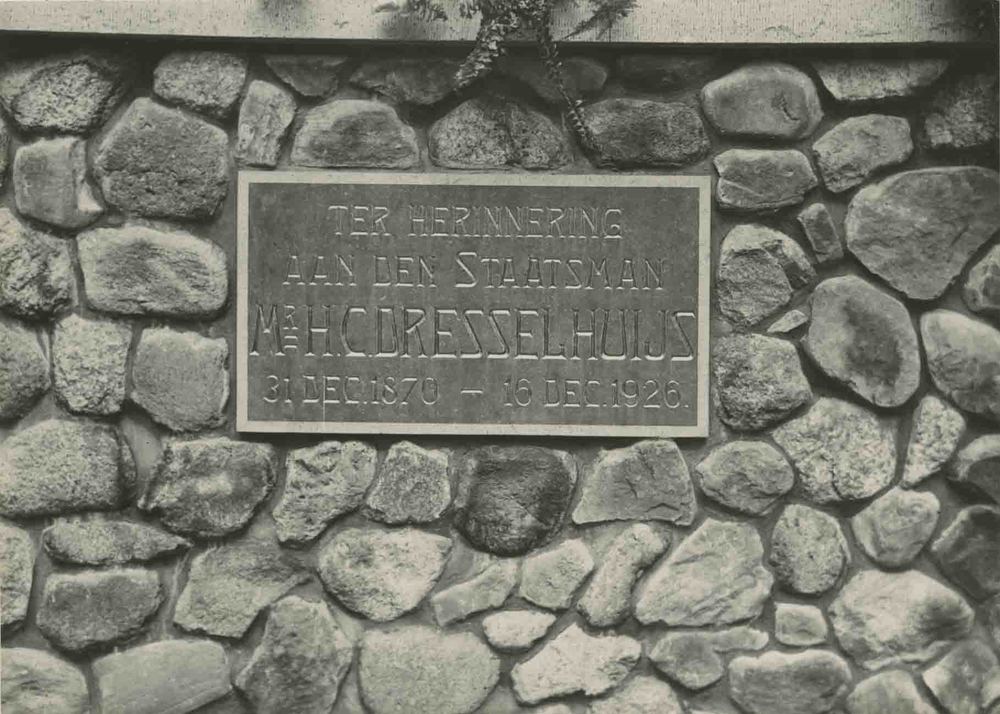 TER HERINNERING
AAN DEN STAATSMAN
MR H.C. DRESSELHUIJS
31 DEC. 1870 — 16 DEC. 1926.